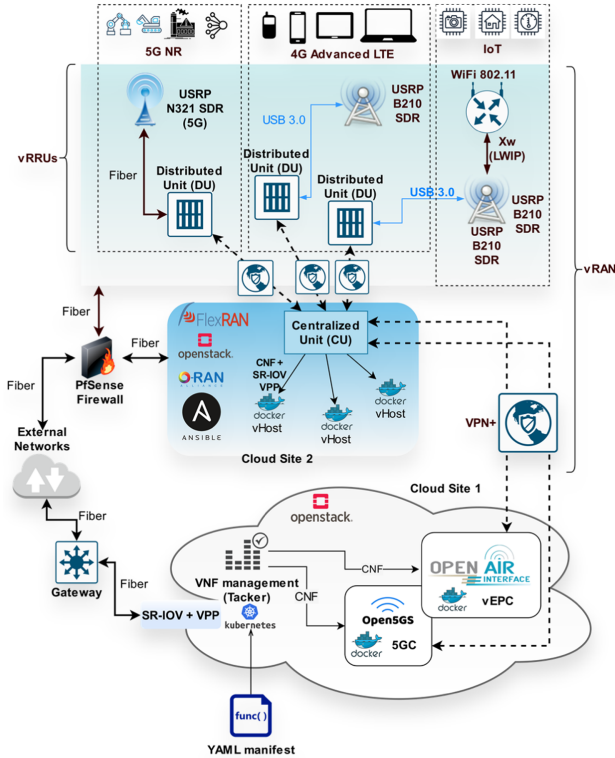 5G NR
4G Advanced LTE
IoT
USRP
N321 SDR
(5G)
USB 3.0
USRP
B210
SDR
WiFi 802.11
Xw
(LWIP)
vRRUs
Fiber
Distributed
Unit (DU)
Distributed
Unit (DU)
Distributed
Unit (DU)
USB 3.0
USRP
B210
SDR
USRP
B210
SDR
vRAN
Fiber
FlexRAN
openstack.
O-RAN
ALLIANCE
ANSIBLE
Centralized
Unit (CU)
CNF +
SR-IOV
VPP
docker
vHost
docker
vHost
docker
vHost
Cloud Site 2
Fiber
PfSense
Firewall
Fiber
External
Networks
VPN+
Fiber
Gateway
Fiber
SR-IOV + VPP
Cloud Site 1
openstack.
VNF management
(Tacker)
kubernetes
CNF
CNF
OPEN AIR
INTERFACE
docker
vEPC
Open5GS
docker
5GC
func( )
YAML manifest